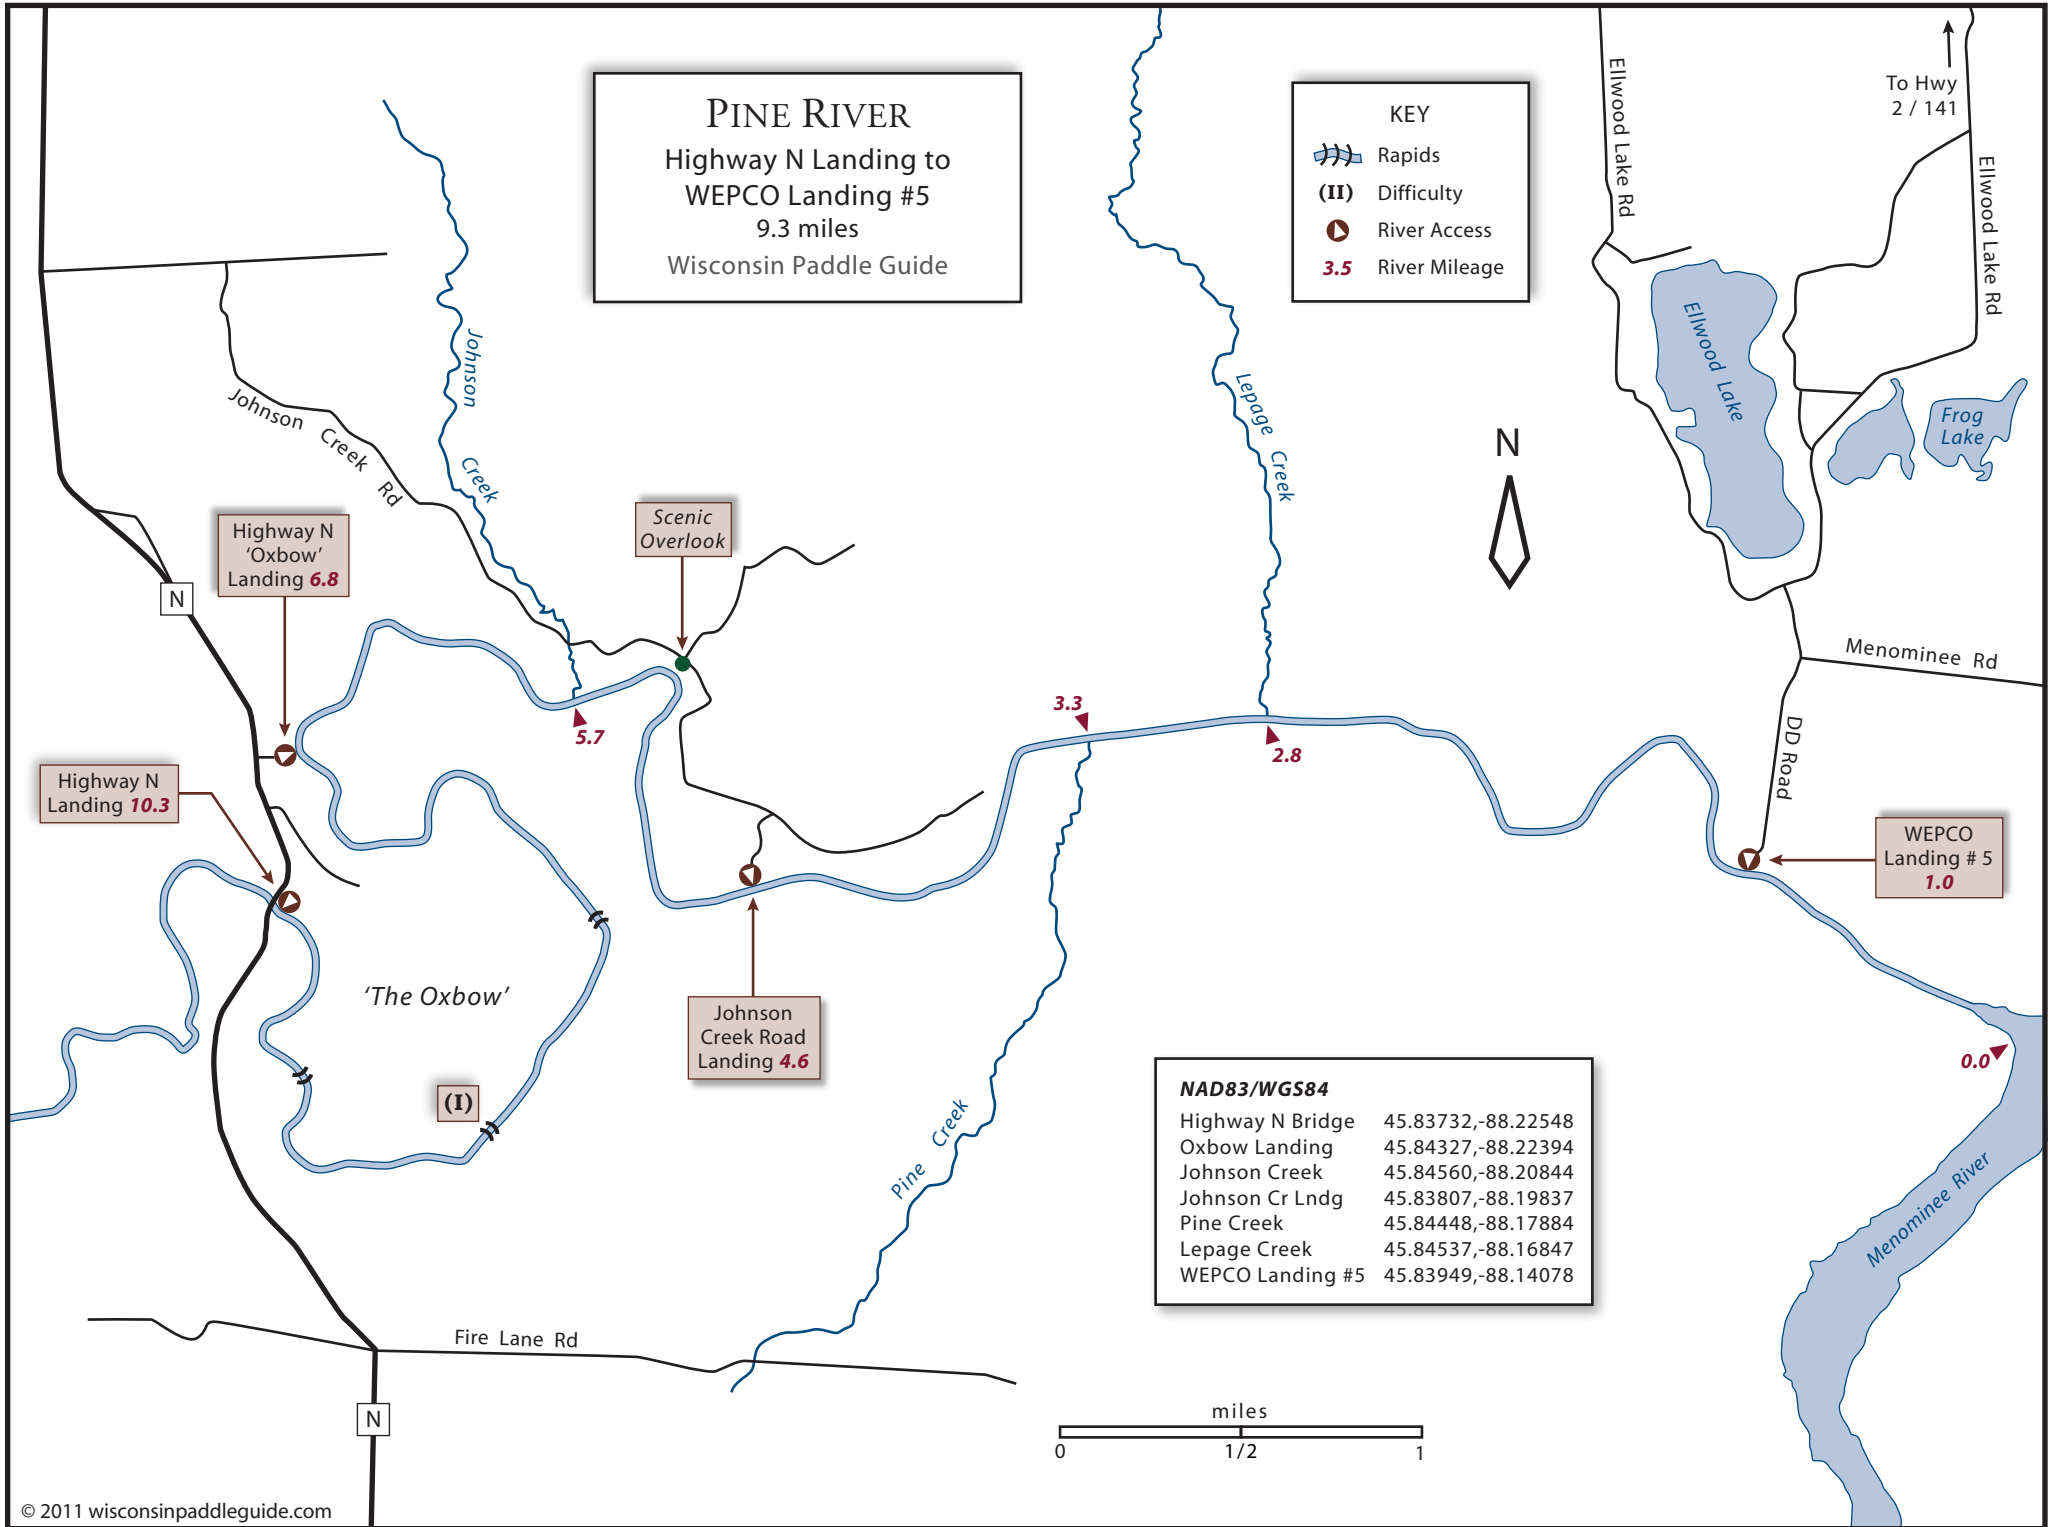 PINE RIVER
Highway N Landing to
WEPCO Landing #5
9.3 miles
Wisconsin Paddle Guide
KEY
Rapids
(II) Difficulty
River Access
3.5 River Mileage
To Hwy
2 / 141
Ellwood Lake Rd
Ellwood Lake Rd
Ellwood Lake
Frog
Lake
Johnson Creek
Johnson Creek Rd
Lepage Creek
N
Scenic
Overlook
Highway N
‘Oxbow’
Landing 6.8
N
Menominee Rd
DD Road
3.3
5.7
2.8
Highway N
Landing 10.3
WEPCO
Landing # 5
1.0
‘The Oxbow’
Johnson
Creek Road
Landing 4.6
(I)
0.0
Pine Creek
Menominee River
NAD83/WGS84
Highway N Bridge 45.83732,-88.22548
Oxbow Landing 45.84327,-88.22394
Johnson Creek 45.84560,-88.20844
Johnson Cr Lndg 45.83807,-88.19837
Pine Creek 45.84448,-88.17884
Lepage Creek 45.84537,-88.16847
WEPCO Landing #5 45.83949,-88.14078
Fire Lane Rd
N
miles
0 1/2 1
© 2011 wisconsinpaddleguide.com